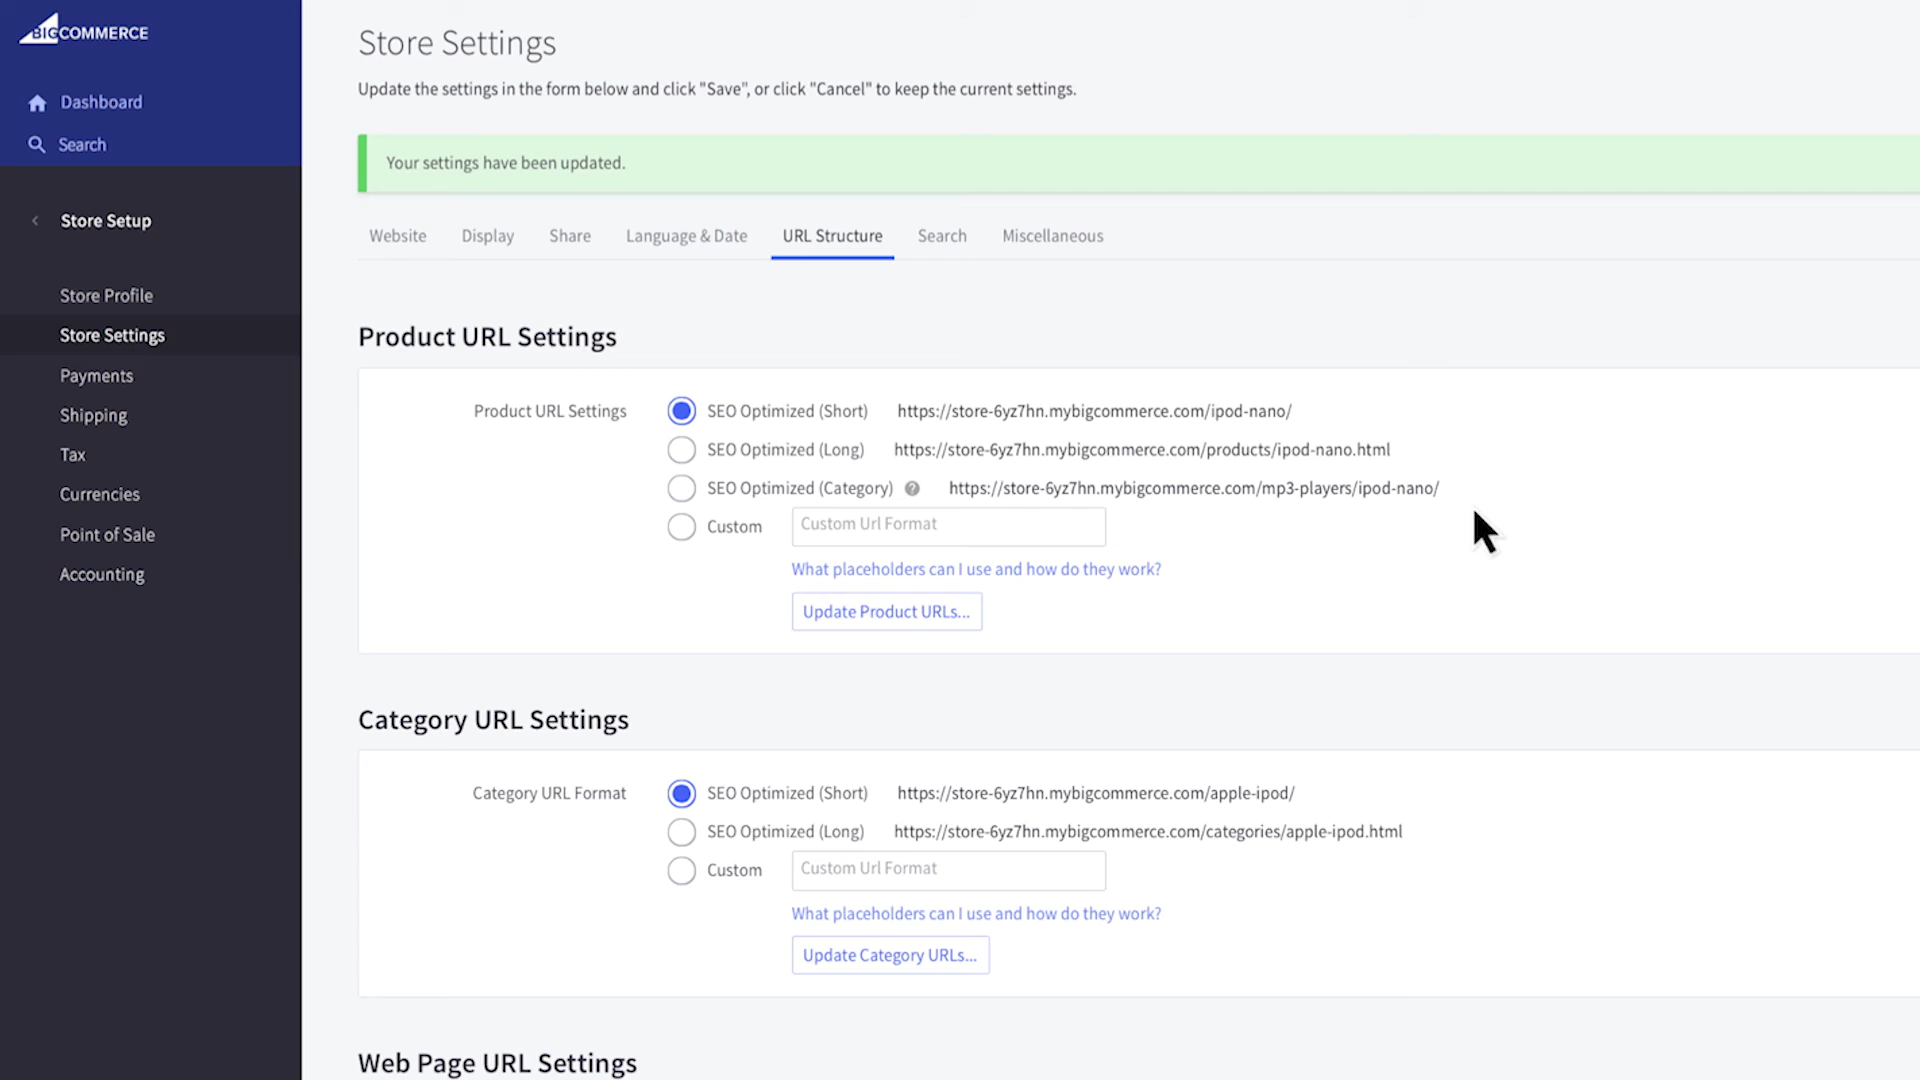 BIGCOMMERCE
Dashboard
Search
Store Setup
Store Profile
Store Settings
Payments
Shipping
Tax
Currencies
Point of Sale
Accounting
Store Settings
Update the settings in the form below and click "Save", or click "Cancel" to keep the current settings.
Your settings have been updated.
Website Display Share Language & Date URL Structure Search Miscellaneous
Product URL Settings
Product URL Settings SEO Optimized (Short) https://store-6yz7hn.mybigcommerce.com/ipod-nano/
SEO Optimized (Long) https://store-6yz7hn.mybigcommerce.com/products/ipod-nano.html
SEO Optimized (Category) ? https://store-6yz7hn.mybigcommerce.com/mp3-players/ipod-nano/
Custom Custom Url Format
What placeholders can I use and how do they work?
Update Product URLs...
Category URL Settings
Category URL Format SEO Optimized (Short) https://store-6yz7hn.mybigcommerce.com/apple-ipod/
SEO Optimized (Long) https://store-6yz7hn.mybigcommerce.com/categories/apple-ipod.html
Custom Custom Url Format
What placeholders can I use and how do they work?
Update Category URLs...
Web Page URL Settings